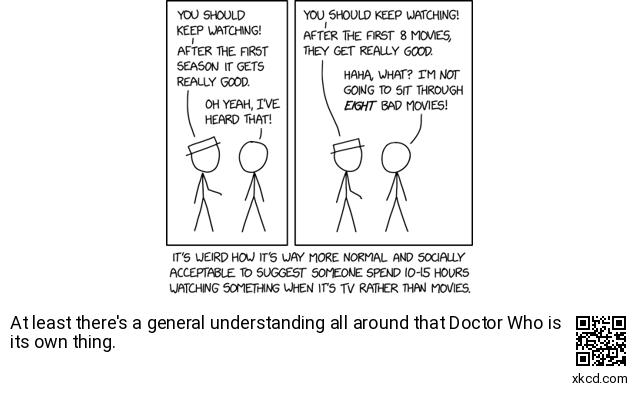 YOU SHOULD
KEEP WATCHING!
AFTER THE FIRST
SEASON IT GETS
REALLY GOOD.
OH YEAH, I'VE
HEARD THAT!
YOU SHOULD KEEP WATCHING!
AFTER THE FIRST 8 MOVIES,
THEY GET REALLY GOOD.
HAHA, WHAT? I'M NOT
GOING TO SIT THROUGH
EIGHT BAD MOVIES!
IT'S WEIRD HOW IT'S WAY MORE NORMAL AND SOCIALLY
ACCEPTABLE TO SUGGEST SOMEONE SPEND 10-15 HOURS
WATCHING SOMETHING WHEN IT'S TV RATHER THAN MOVIES.
At least there's a general understanding all around that Doctor Who is
its own thing.
xkcd.com